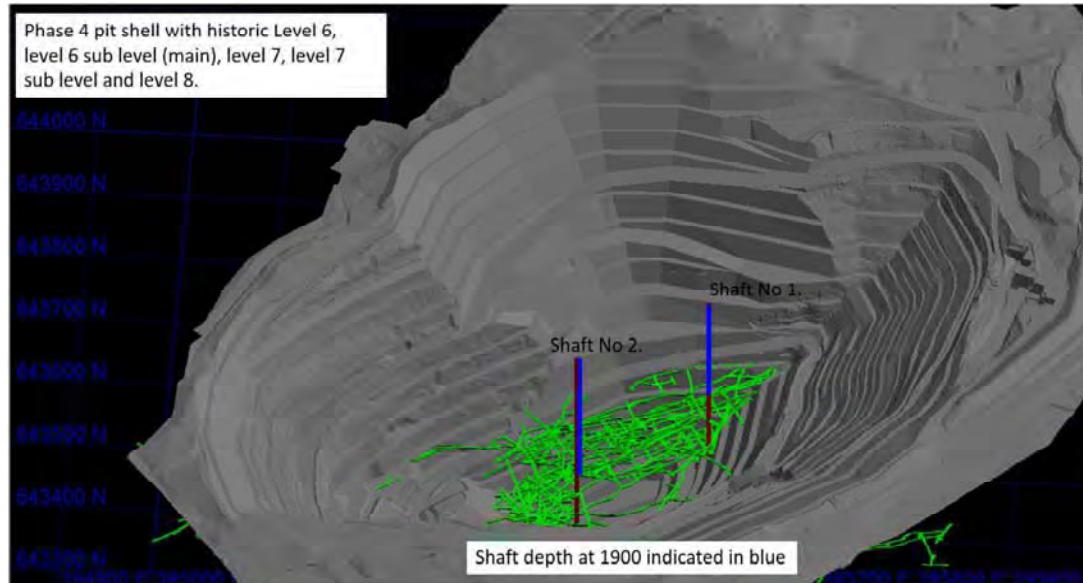 Phase 4 pit shell with historic Level 6,
level 6 sub level (main), level 7, level 7
sub level and level 8.
644000 N
643900 N
643800 N
643700 N
Shaft No 1.
Shaft No 2.
643600 N
643500 N
643400 N
643300 N
Shaft depth at 1900 indicated in blue